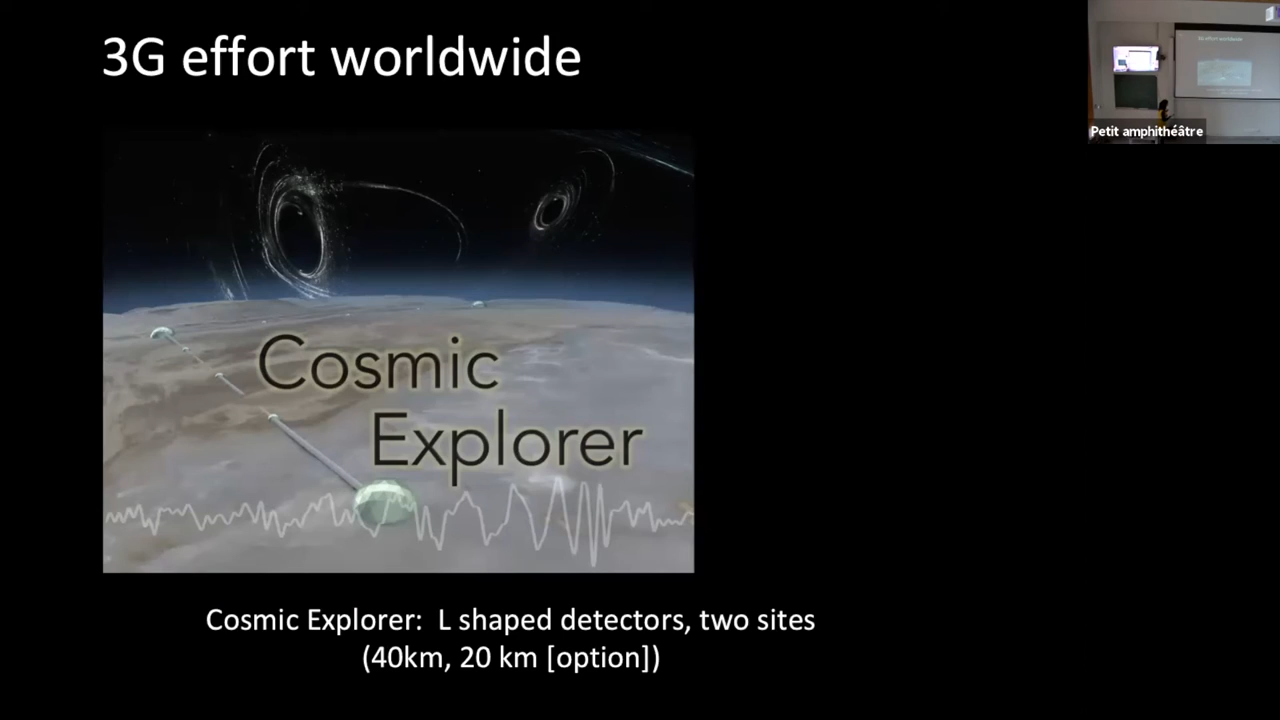 3G effort worldwide
Petit amphithéâtre
Cosmic
Explorer
Cosmic Explorer:  L shaped detectors, two sites
(40km, 20 km [option])